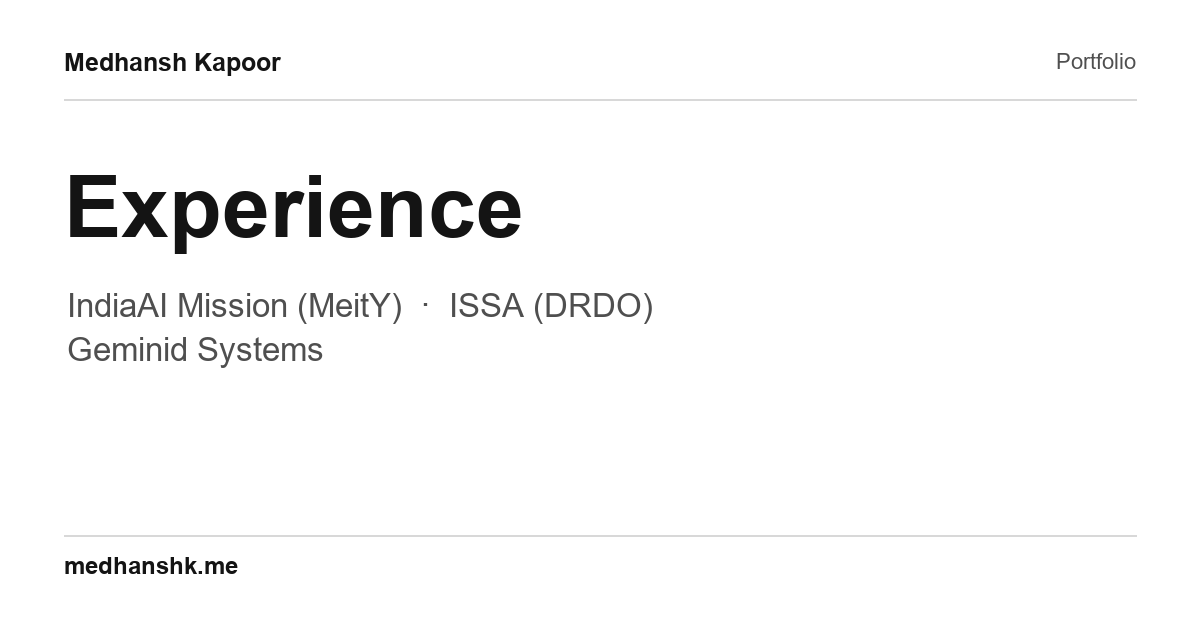 Medhansh Kapoor
Portfolio
Experience
IndiaAI Mission (MeitY) · ISSA (DRDO)
Geminid Systems
medhanshk.me